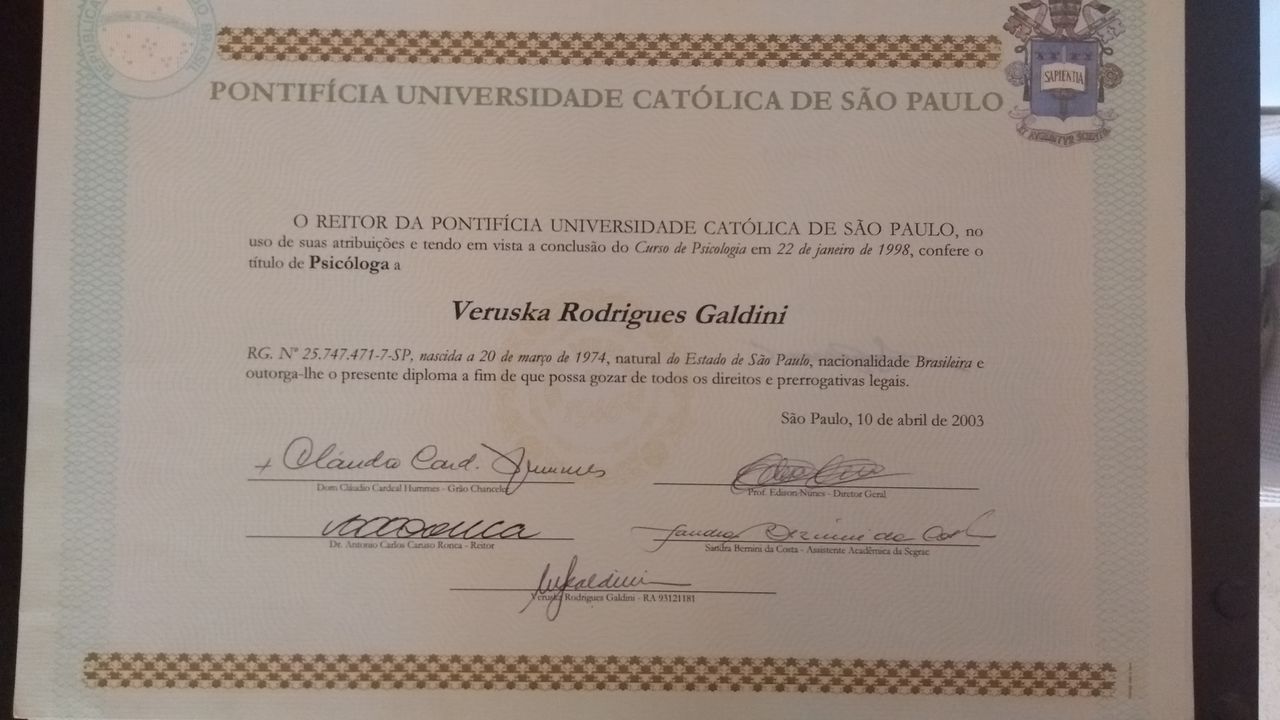 PONTIFÍCIA UNIVERSIDADE CATÓLICA DE SÃO PAULO
SAPIENTIA
O REITOR DA PONTIFÍCIA UNIVERSIDADE CATÓLICA DE SÃO PAULO, no
uso de suas atribuições e tendo em vista a conclusão do Curso de Psicologia em 22 de janeiro de 1998, confere o
título de Psicóloga a
Veruska Rodrigues Galdini
RG. Nº 25.747.471-7-SP, nascida a 20 de março de 1974, natural do Estado de São Paulo, nacionalidade Brasileira e
outorga-lhe o presente diploma a fim de que possa gozar de todos os direitos e prerrogativas legais.
São Paulo, 10 de abril de 2003
Dom Cláudio Cardeal Hummes - Grão Chanceler
Prof. Edison Nunes - Diretor Geral
Dr. Antonio Carlos Caruso Ronca - Reitor
Sandra Bernini da Costa - Assistente Acadêmica da Segrac
Veruska Rodrigues Galdini - RA 93121181